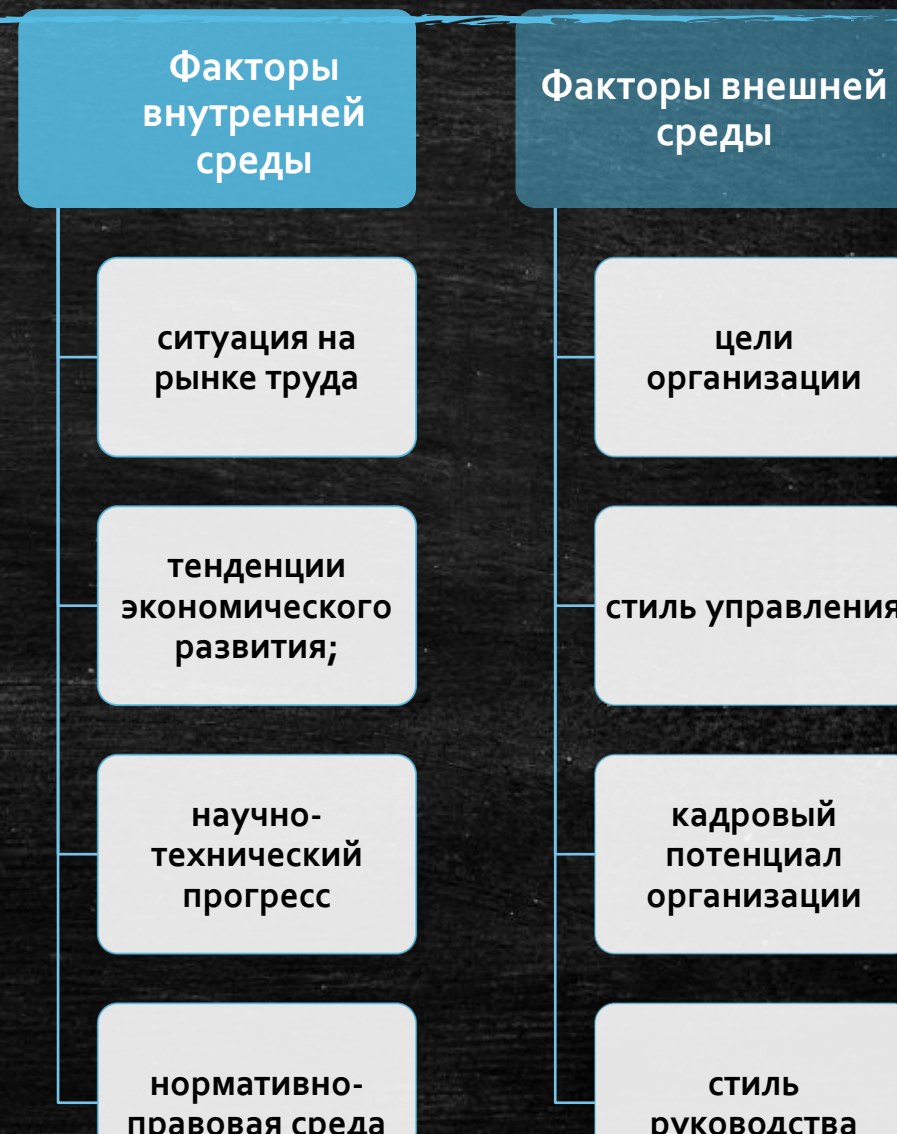 Факторы
внутренней
среды
ситуация на
рынке труда
тенденции
экономического
развития;
научно-
технический
прогресс
нормативно-
правовая среда
Факторы внешней
среды
цели
организации
стиль управления
кадровый
потенциал
организации
стиль
руководства